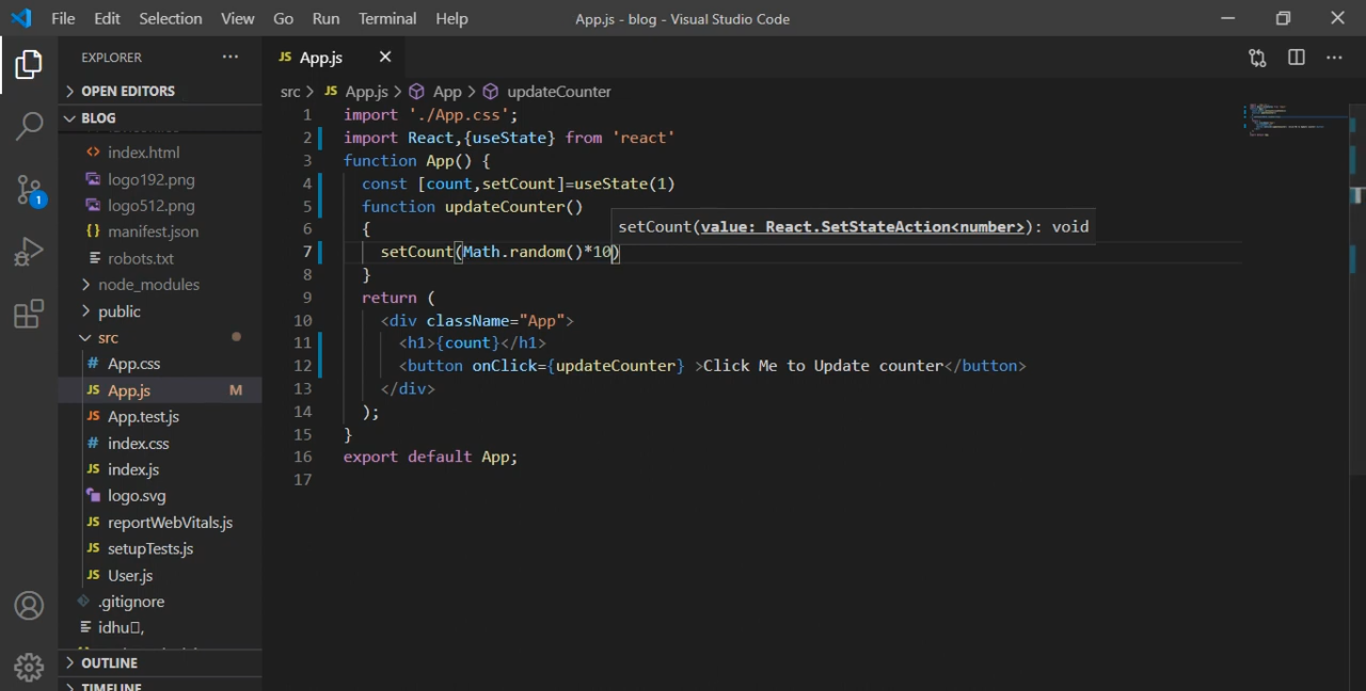 File Edit Selection View Go Run Terminal Help App.js - blog - Visual Studio Code
EXPLORER
OPEN EDITORS
BLOG
index.html
logo192.png
logo512.png
manifest.json
robots.txt
node_modules
public
src
App.css
App.js M
App.test.js
index.css
index.js
logo.svg
reportWebVitals.js
setupTests.js
User.js
.gitignore
OUTLINE
TIMELINE
1
JS App.js
src > JS App.js > App > updateCounter
1 import './App.css';
2 import React,{useState} from 'react'
3 function App() {
4 const [count,setCount]=useState(1)
5 function updateCounter()
setCount(value: React.SetStateAction<number>): void
6 {
7 setCount(Math.random()*10)
8 }
9 return (
10 <div className="App">
11 <h1>{count}</h1>
12 <button onClick={updateCounter} >Click Me to Update counter</button>
13 </div>
14 );
15 }
16 export default App;
17